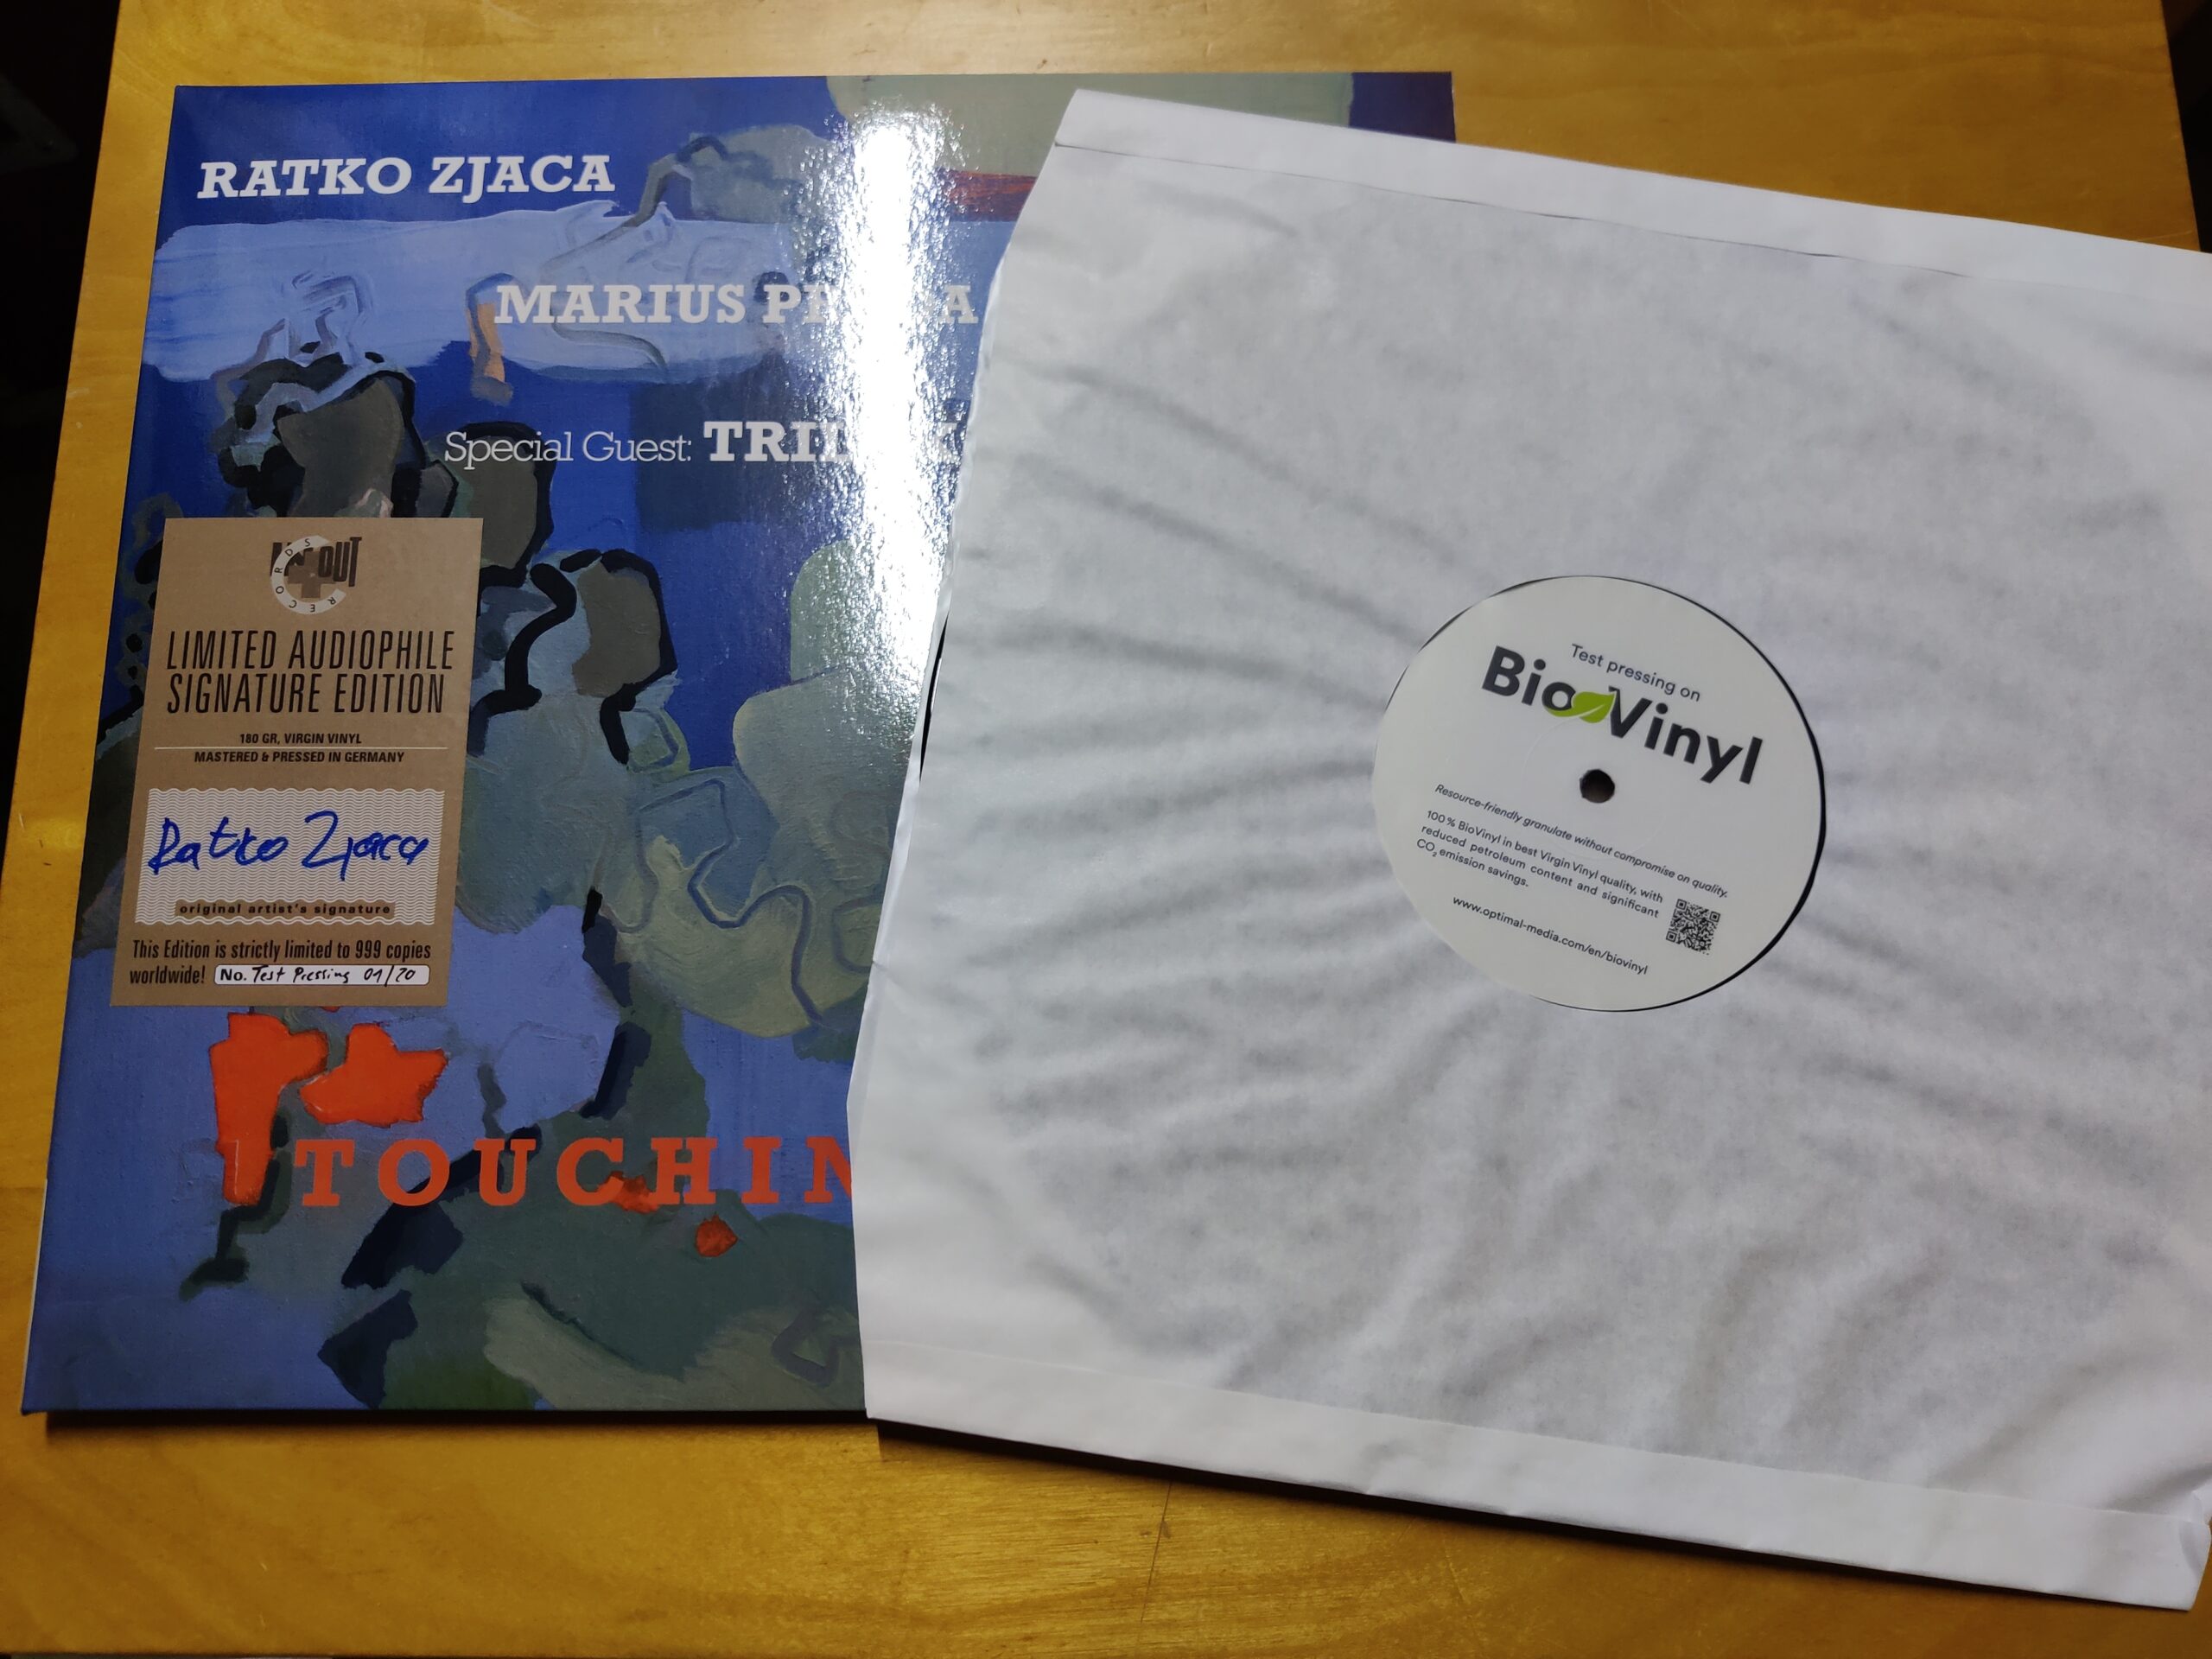 RATKO ZJACA
MARIUS
Special Guest:
IN + OUT
RECORDS
LIMITED AUDIOPHILE
SIGNATURE EDITION
180 GR. VIRGIN VINYL
MASTERED & PRESSED IN GERMANY
Ratko Zjaca
original artist's signature
This Edition is strictly limited to 999 copies
worldwide! No. Test Pressing 01/20
TOUCHIN
Test pressing on
BioVinyl
Resource-friendly granulate without compromise on quality.
100 % BioVinyl in best Virgin Vinyl quality, with
reduced petroleum content and significant
CO₂ emission savings.
www.optimal-media.com/en/biovinyl